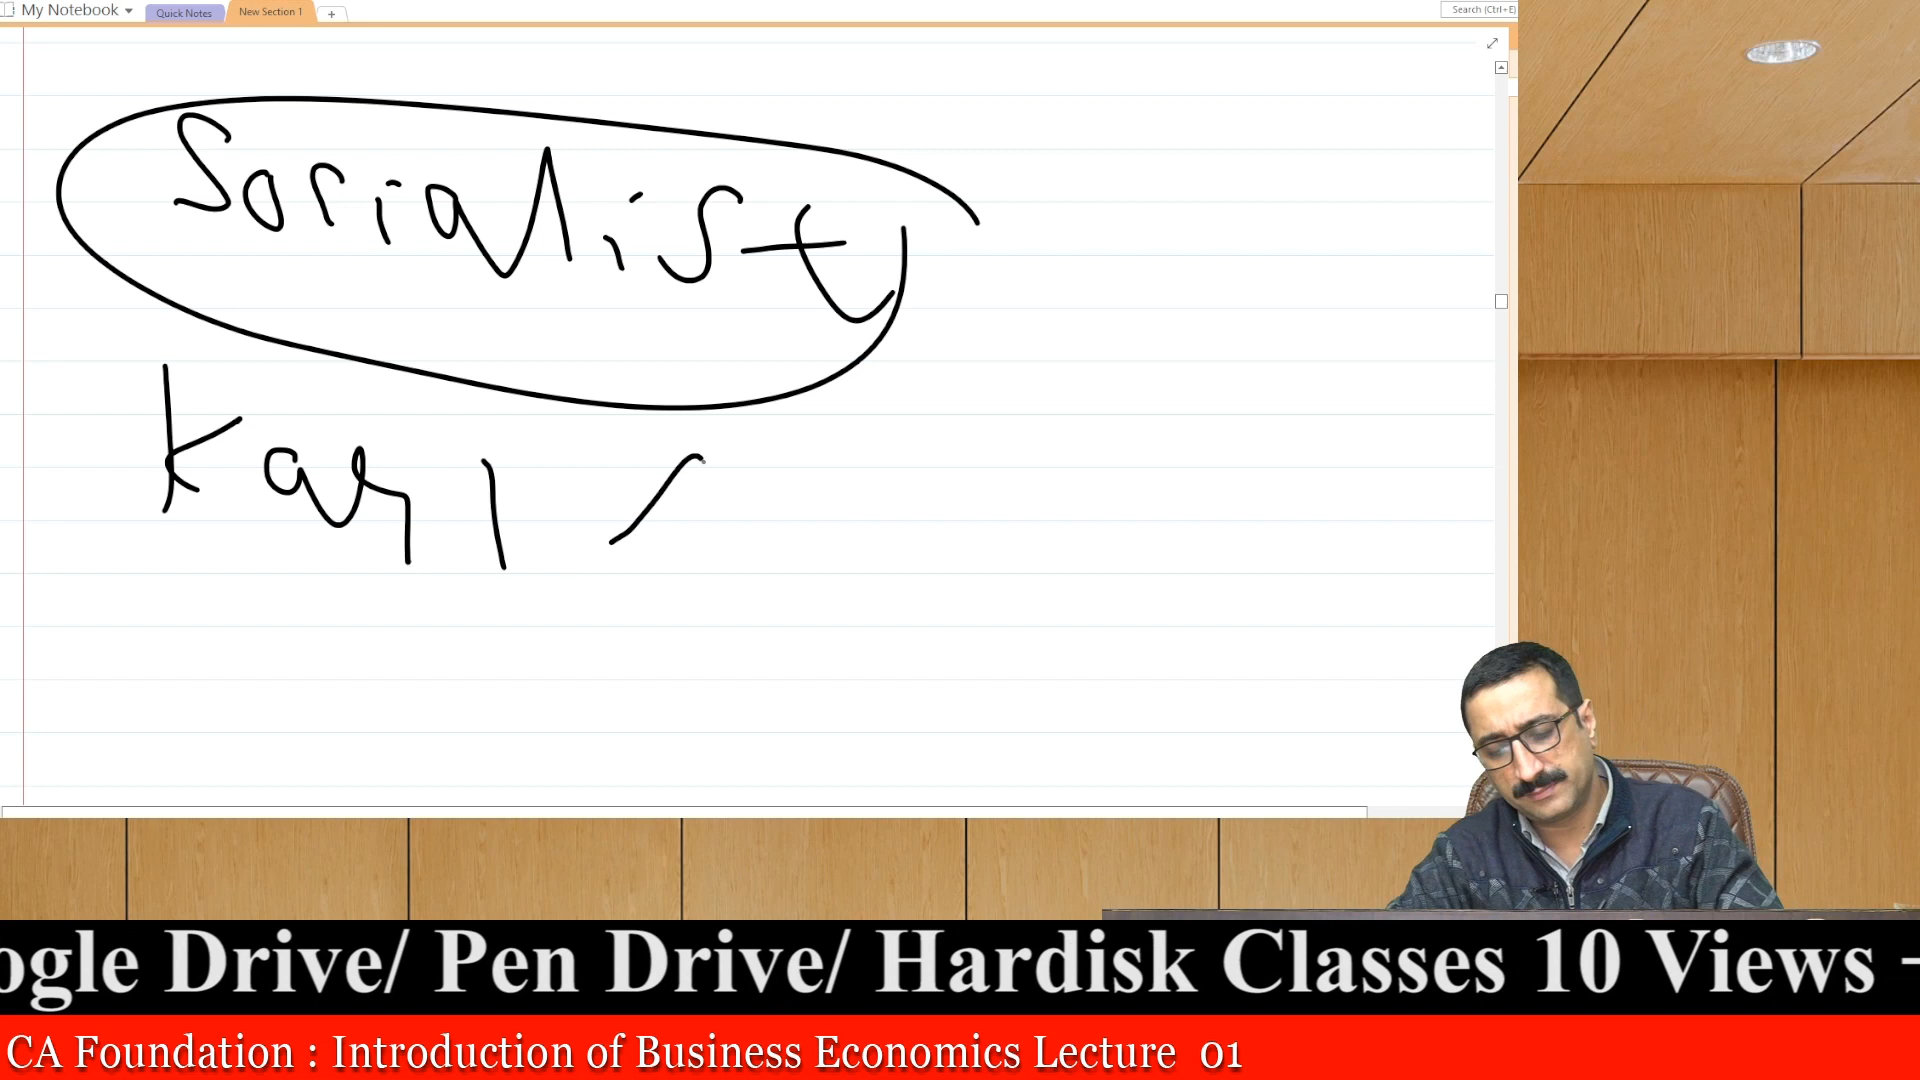 My Notebook
Quick Notes
New Section 1
+
Search (Ctrl+E)
Socialist
Karl
ogle Drive/ Pen Drive/ Hardisk Classes 10 Views
CA Foundation : Introduction of Business Economics Lecture 01